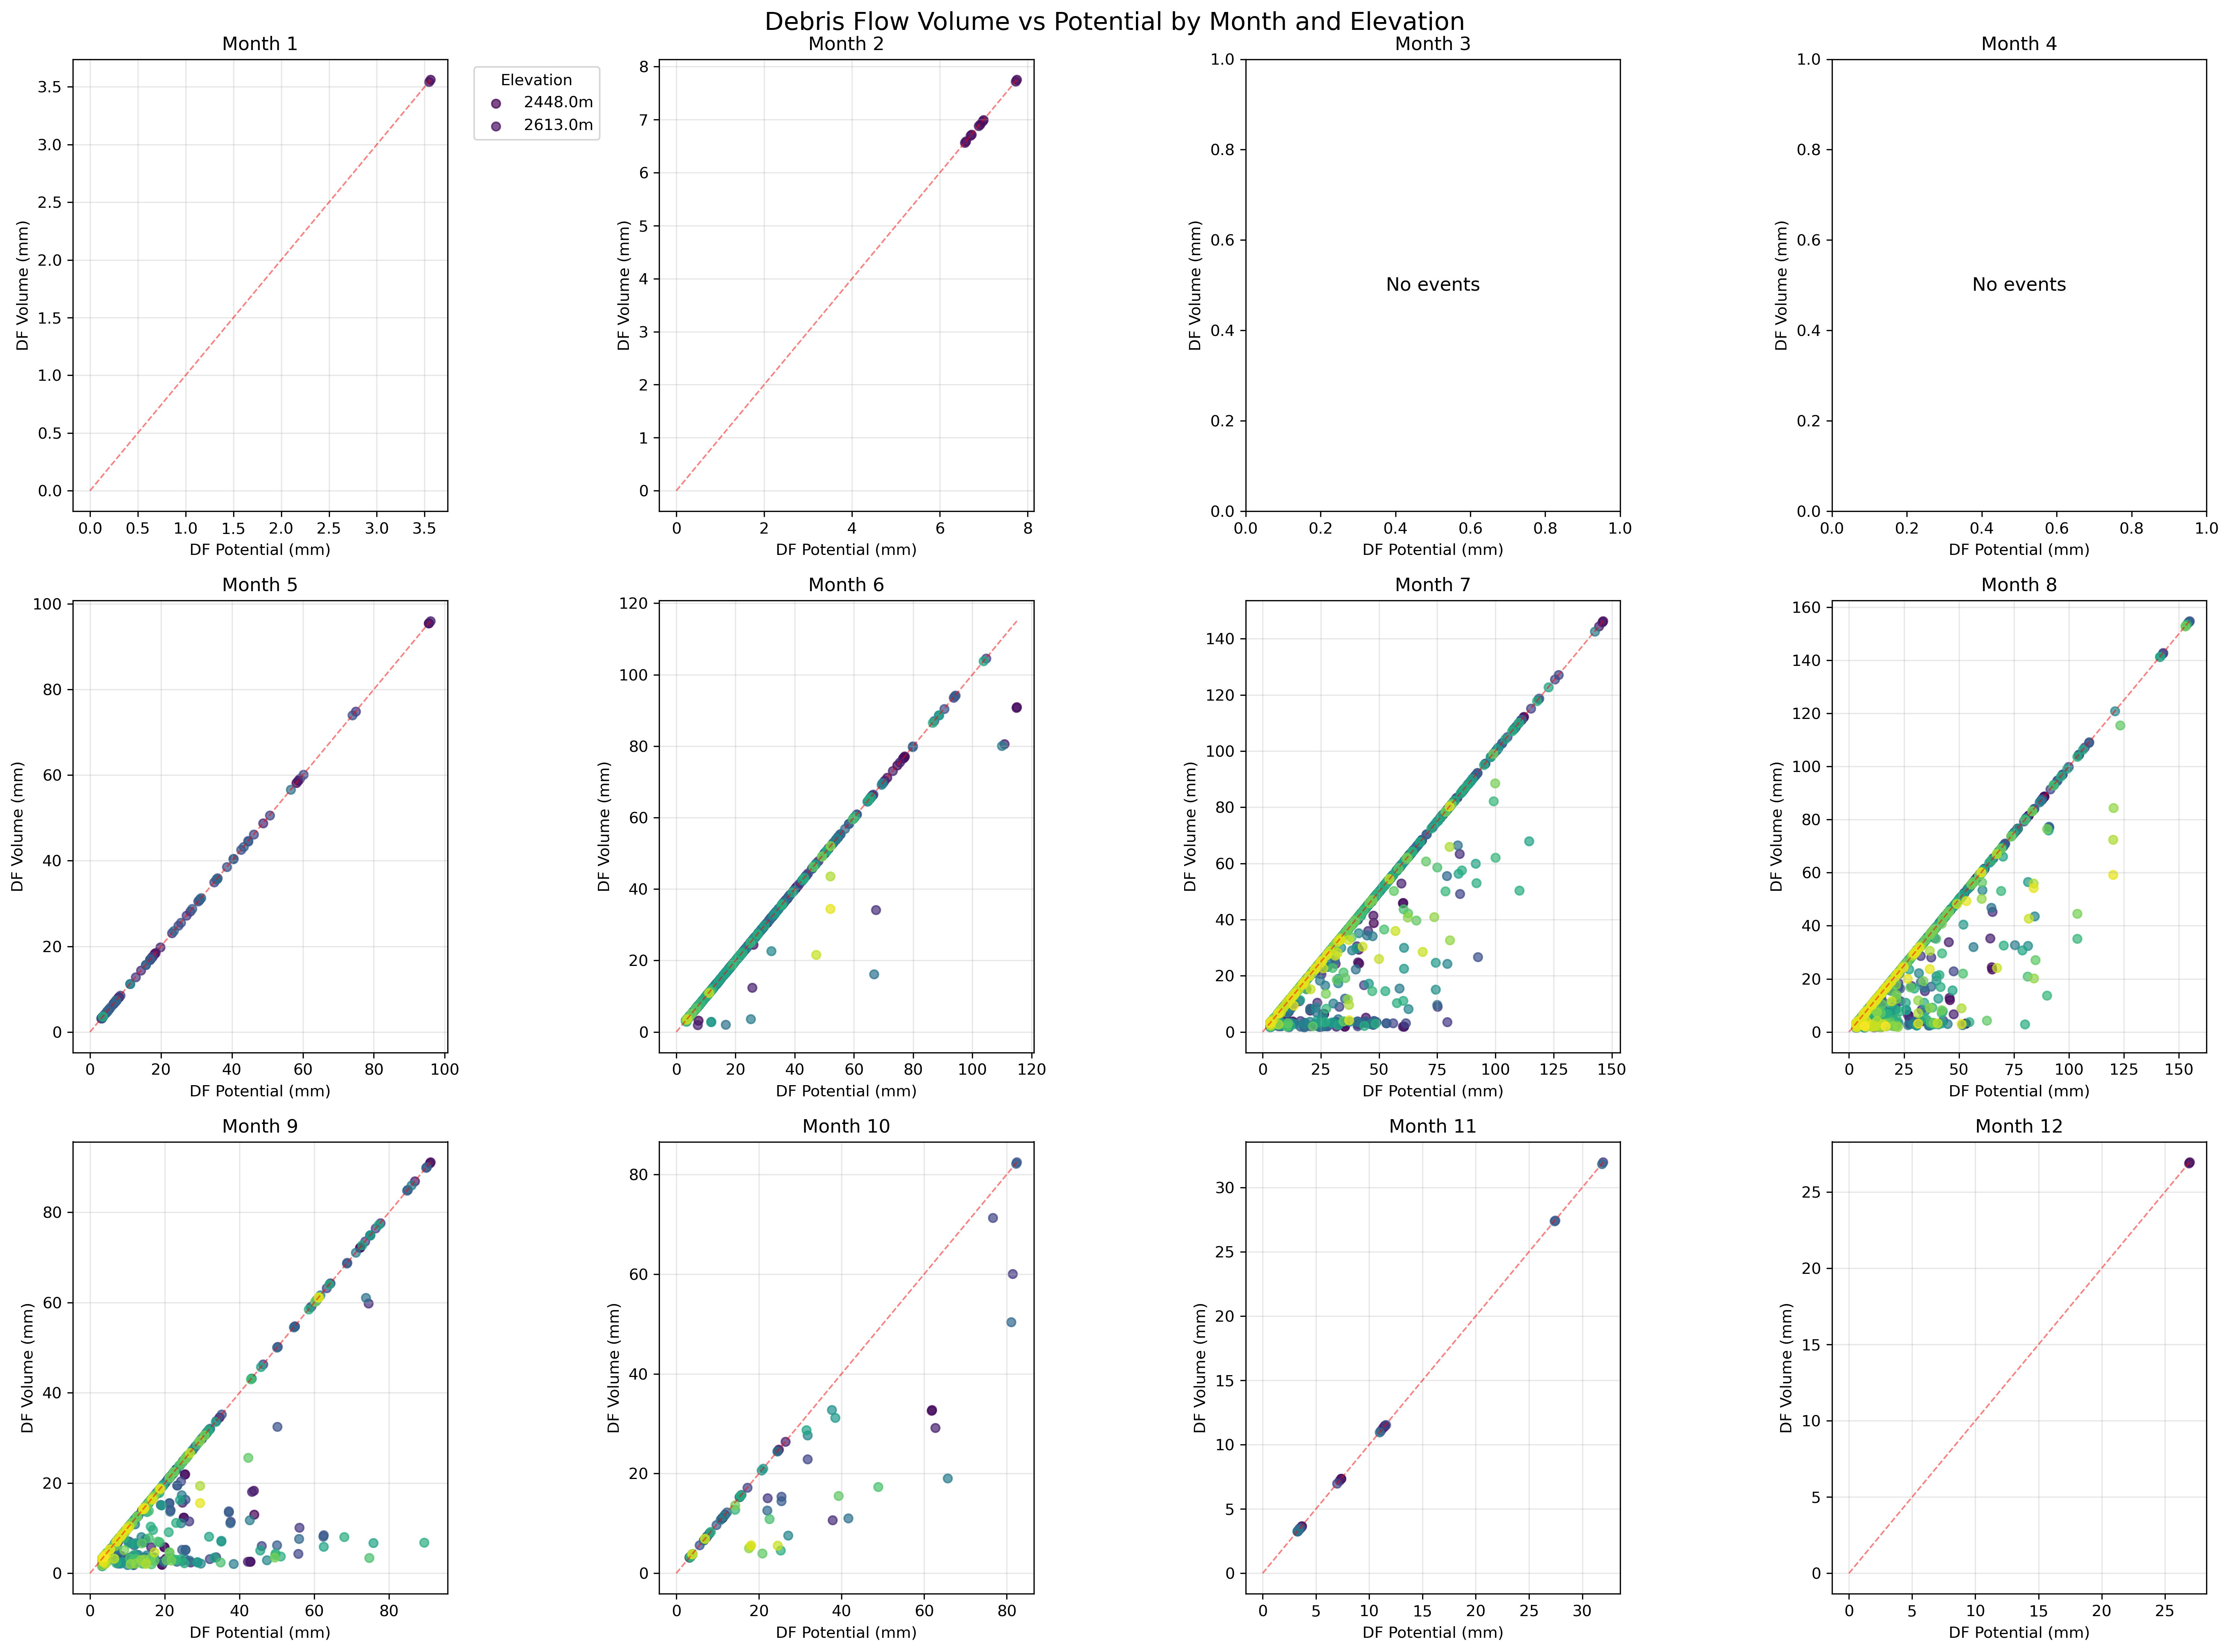 Debris Flow Volume vs Potential by Month and Elevation
Month 1
3.5
3.0
2.5
2.0
1.5
1.0
0.5
0.0
DF Volume (mm)
0.0 0.5 1.0 1.5 2.0 2.5 3.0 3.5
DF Potential (mm)
Elevation
2448.0m
2613.0m
Month 2
8
7
6
5
4
3
2
1
0
DF Volume (mm)
0 2 4 6 8
DF Potential (mm)
Month 3
1.0
0.8
0.6
0.4
0.2
0.0
DF Volume (mm)
No events
0.0 0.2 0.4 0.6 0.8 1.0
DF Potential (mm)
Month 4
1.0
0.8
0.6
0.4
0.2
0.0
DF Volume (mm)
No events
0.0 0.2 0.4 0.6 0.8 1.0
DF Potential (mm)
Month 5
100
80
60
40
20
0
DF Volume (mm)
0 20 40 60 80 100
DF Potential (mm)
Month 6
120
100
80
60
40
20
0
DF Volume (mm)
0 20 40 60 80 100 120
DF Potential (mm)
Month 7
140
120
100
80
60
40
20
0
DF Volume (mm)
0 25 50 75 100 125 150
DF Potential (mm)
Month 8
160
140
120
100
80
60
40
20
0
DF Volume (mm)
0 25 50 75 100 125 150
DF Potential (mm)
Month 9
80
60
40
20
0
DF Volume (mm)
0 20 40 60 80
DF Potential (mm)
Month 10
80
60
40
20
0
DF Volume (mm)
0 20 40 60 80
DF Potential (mm)
Month 11
30
25
20
15
10
5
0
DF Volume (mm)
0 5 10 15 20 25 30
DF Potential (mm)
Month 12
25
20
15
10
5
0
DF Volume (mm)
0 5 10 15 20 25
DF Potential (mm)